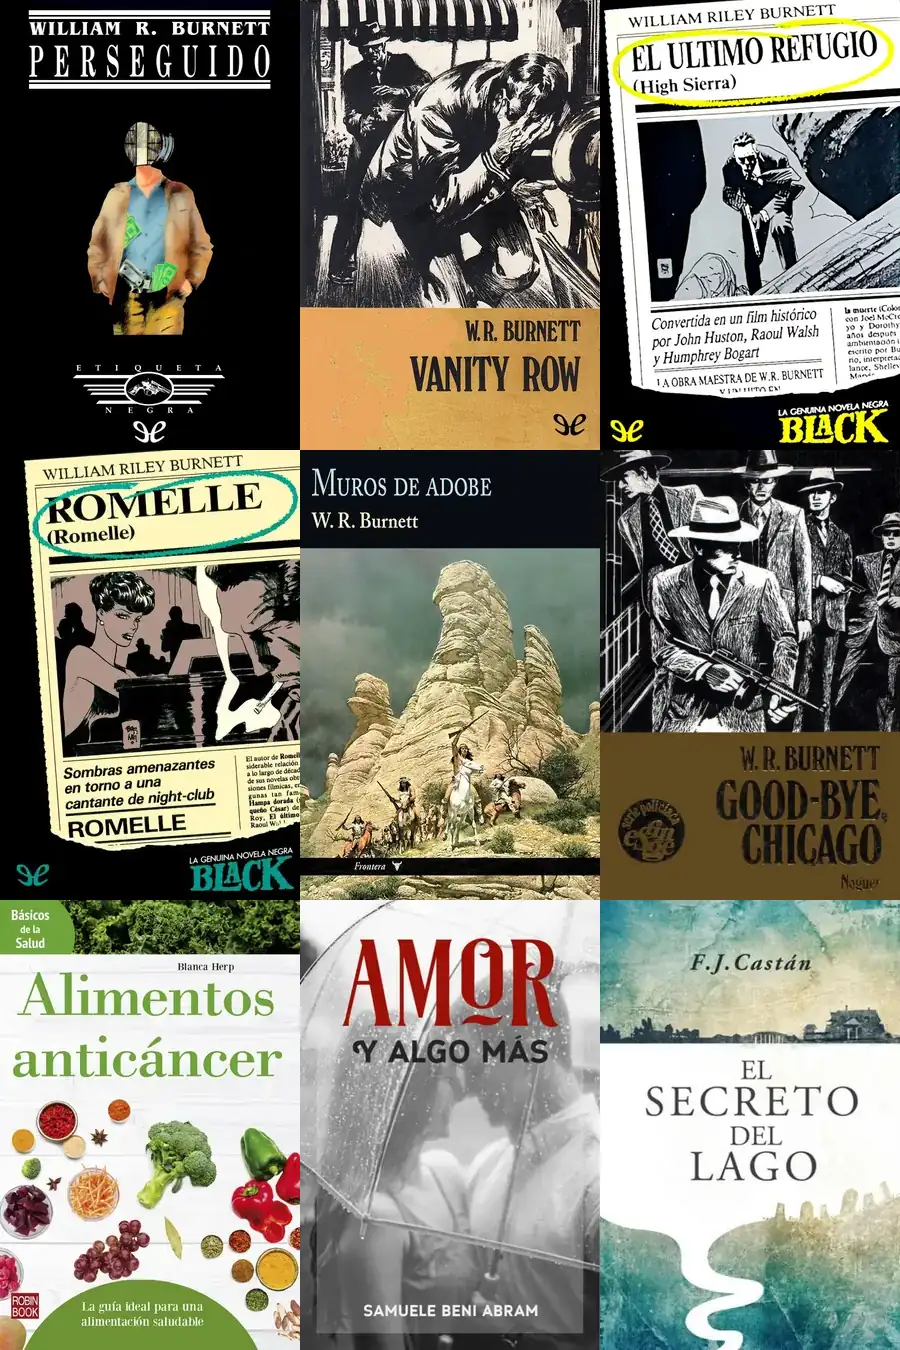 WILLIAM R. BURNETT
PERSEGUIDO
ETIQUETA
NEGRA
W. R. BURNETT
VANITY ROW
WILLIAM RILEY BURNETT
EL ULTIMO REFUGIO
(High Sierra)
Convertida en un film histórico
por John Huston, Raoul Walsh
y Humphrey Bogart
LA OBRA MAESTRA DE W.R. BURNETT
LA GENUINA NOVELA NEGRA
BLACK
WILLIAM RILEY BURNETT
ROMELLE
(Romelle)
Sombras amenazantes
en torno a una
cantante de night-club
ROMELLE
LA GENUINA NOVELA NEGRA
BLACK
MUROS DE ADOBE
W. R. Burnett
Frontera
W. R. BURNETT
GOOD-BYE,
CHICAGO
Noguer
Básicos
de la
Salud
Blanca Herp
Alimentos
anticáncer
ROBIN
BOOK
La guía ideal para una
alimentación saludable
AMOR
Y ALGO MÁS
SAMUELE BENI ABRAM
F.J.Castán
EL
SECRETO
DEL
LAGO